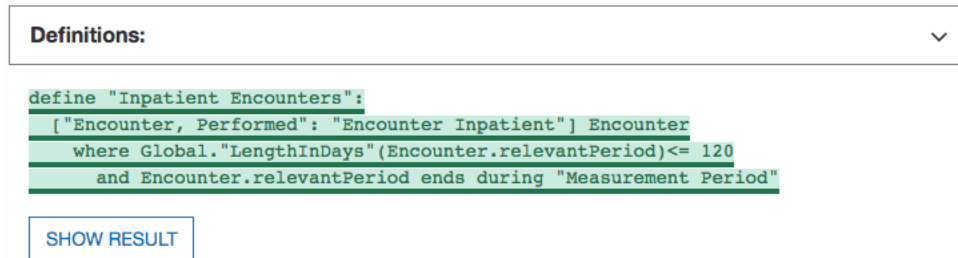 Definitions:
define "Inpatient Encounters":
["Encounter, Performed": "Encounter Inpatient"] Encounter
where Global."LengthInDays"(Encounter.relevantPeriod)<= 120
and Encounter.relevantPeriod ends during "Measurement Period"
SHOW RESULT